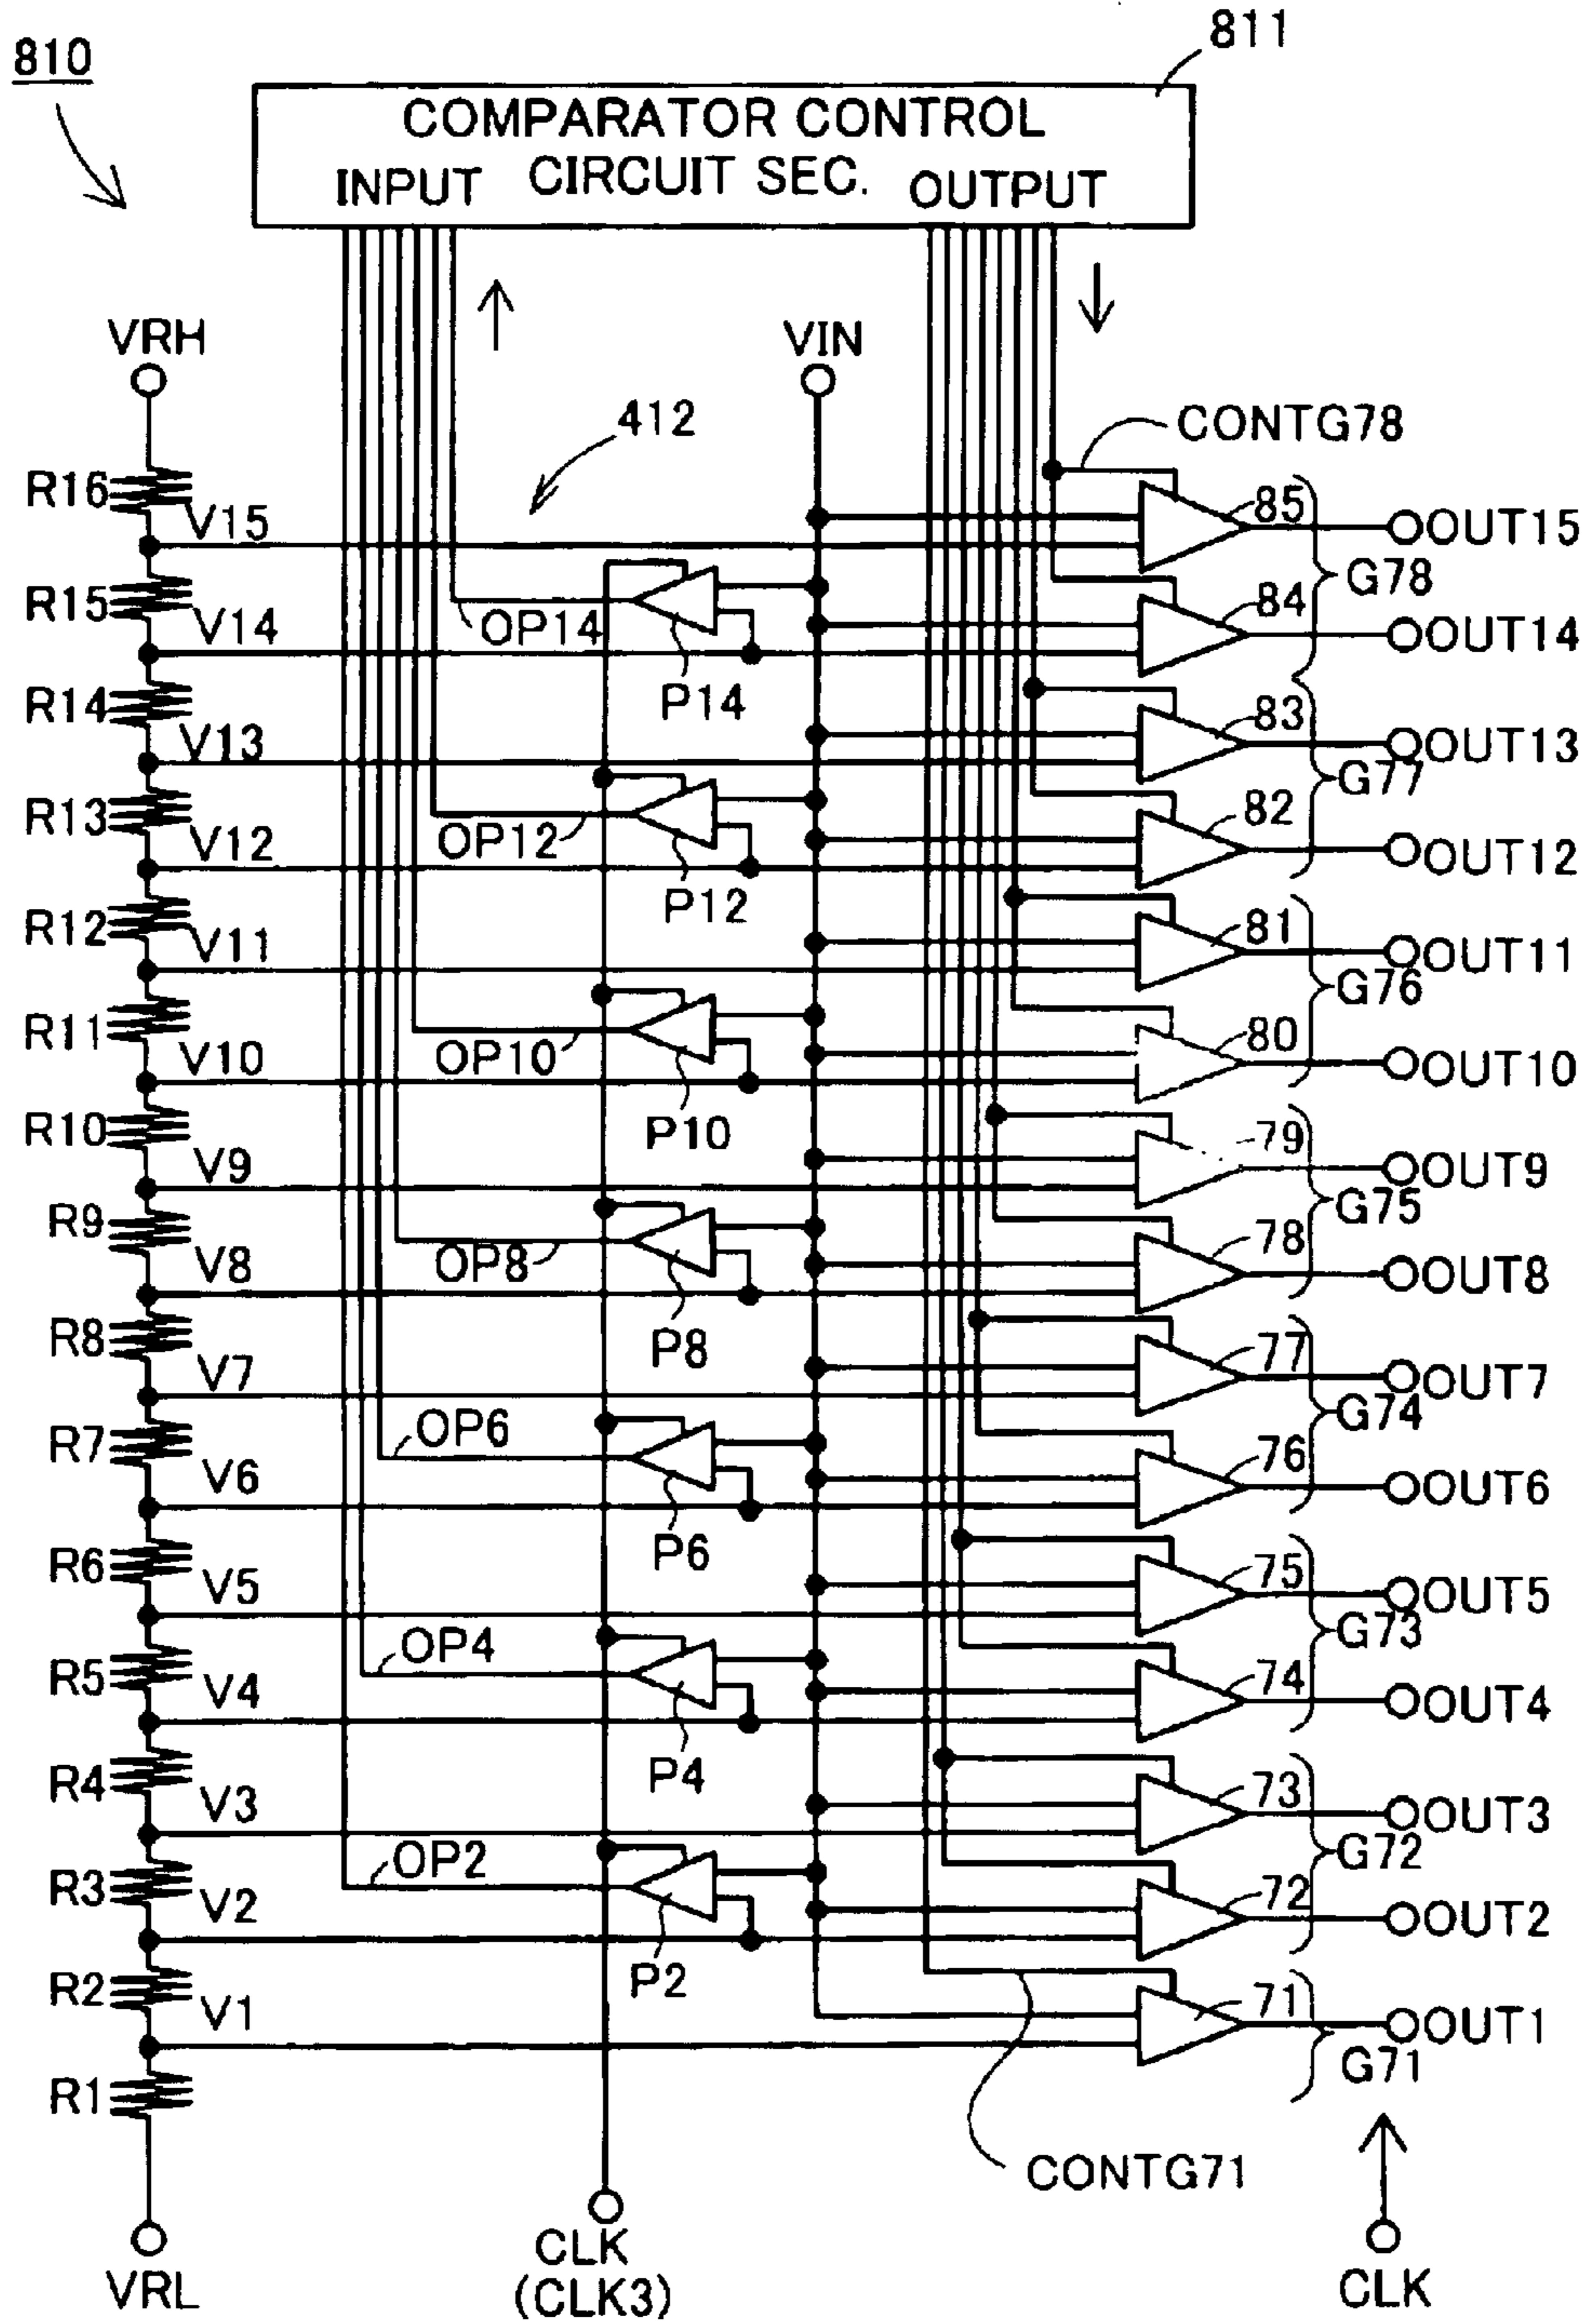 811
810
COMPARATOR CONTROL
CIRCUIT SEC.
INPUT
OUTPUT
VRH
VIN
412
CONTG78
R16
V15
85
OUT15
G78
R15
V14
OP14
P14
84
OUT14
R14
V13
83
OUT13
G77
R13
V12
OP12
P12
82
OUT12
R12
V11
81
OUT11
G76
R11
V10
OP10
P10
80
OUT10
R10
V9
79
OUT9
G75
R9
V8
OP8
P8
78
OUT8
R8
V7
77
OUT7
G74
R7
V6
OP6
P6
76
OUT6
R6
V5
75
OUT5
G73
R5
V4
OP4
P4
74
OUT4
R4
V3
73
OUT3
G72
R3
V2
OP2
P2
72
OUT2
R2
V1
71
OUT1
G71
R1
CONTG71
VRL
CLK
(CLK3)
CLK